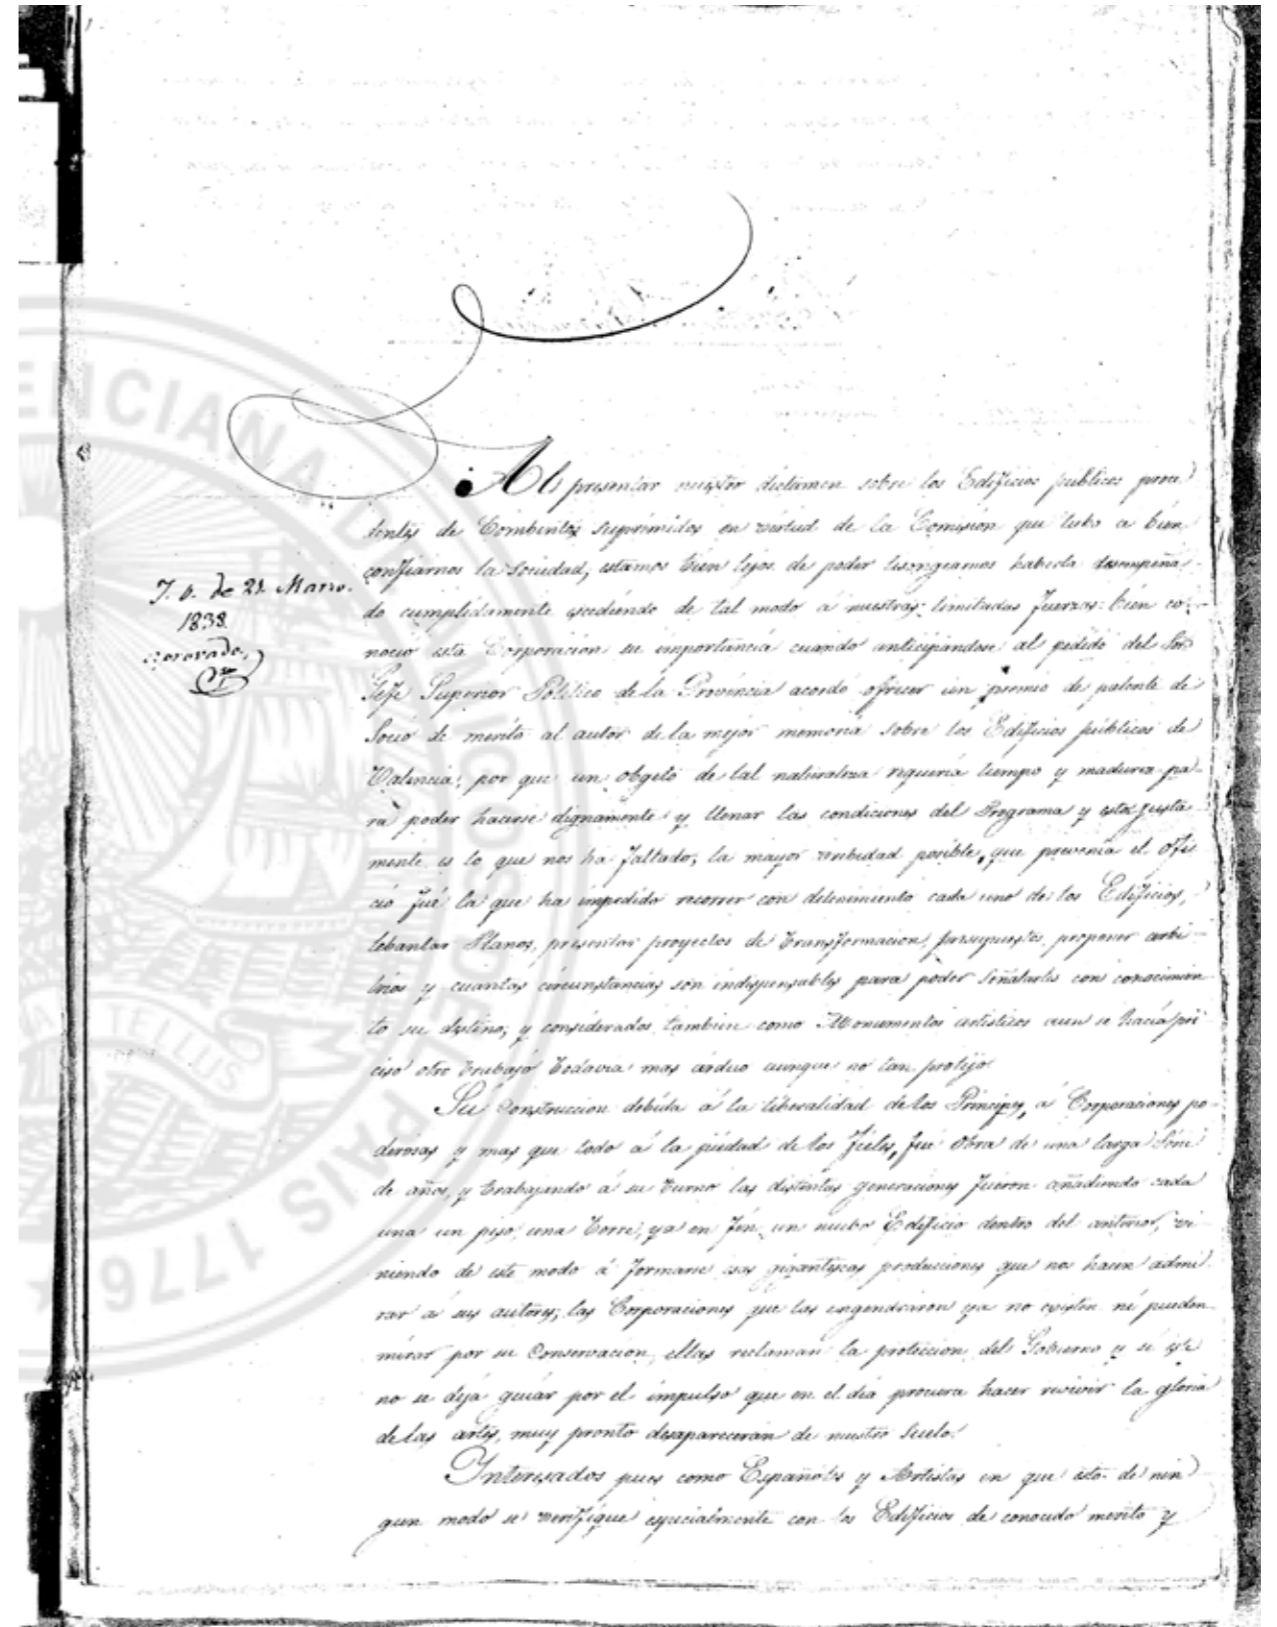 J. O. de 21. Marzo.
1838.
Aprovado.
Al presentar nuestro dictámen sobre los Edificios publicos proce
dentes de Combentos suprimidos en virtud de la Comision que tubo a bien
confiarnos la Sociedad, estamos bien lejos de poder lisongearnos haberla desempeña
do cumplidamente ecediendo de tal modo á nuestras limitadas fuerzas: bien co-
nocio esta Corporacion su importancia cuando anticipandose al pedido del Sor
Gefe Superior Politico de la Provincia acordó ofrecer un premio de patente de
Socio de merito al autor de la mejor memoria sobre los Edificios públicos de
Valencia; por que un obgeto de tal naturaleza requeria tiempo y madurez pa-
ra poder hacerse dignamente y llenar las condiciones del Programa y esto justa
mente es lo que nos ha faltado; la mayor brebedad posible, que prevenia el ofi
cio fué la que ha impedido recorrer con detenimiento cada uno de los Edificios,
lebantar Planos, presentar proyectos de transformacion, presupuestos, proponer arbi-
trios y cuantas circunstancias son indispensables para poder señalarles con conocimien
to su destino; y considerados tambien como Monumentos artisticos aun se hacia pre
ciso otro trabajo todavia mas arduo aunque no tan prolijo.
Su Construccion debida á la liberalidad de los Principes, á Corporaciones po-
derosas y mas que todo á la piedad de los fieles, fué obra de una larga série
de años, y trabajando á su turno las distintas generaciones fueron añadiendo cada
una un piso, una torre, ya en fin un nuebo Edificio dentro del anterior, vi
niendo de este modo á formarse esas gigantescas producciones que nos hacen admi
rar á sus autores; las Corporaciones que las engendraron ya no existen ni pueden
mirar por su Conservacion, ellas reclaman la proteccion del Gobierno y si este
no se deja guiar por el impulso que en el dia procura hacer revivir la gloria
de las artes, muy pronto desapareceran de nuestro Suelo.
Interesados pues como Españoles y Artistas en que esto de nin
gun modo se verifique especialmente con los Edificios de conocido merito y